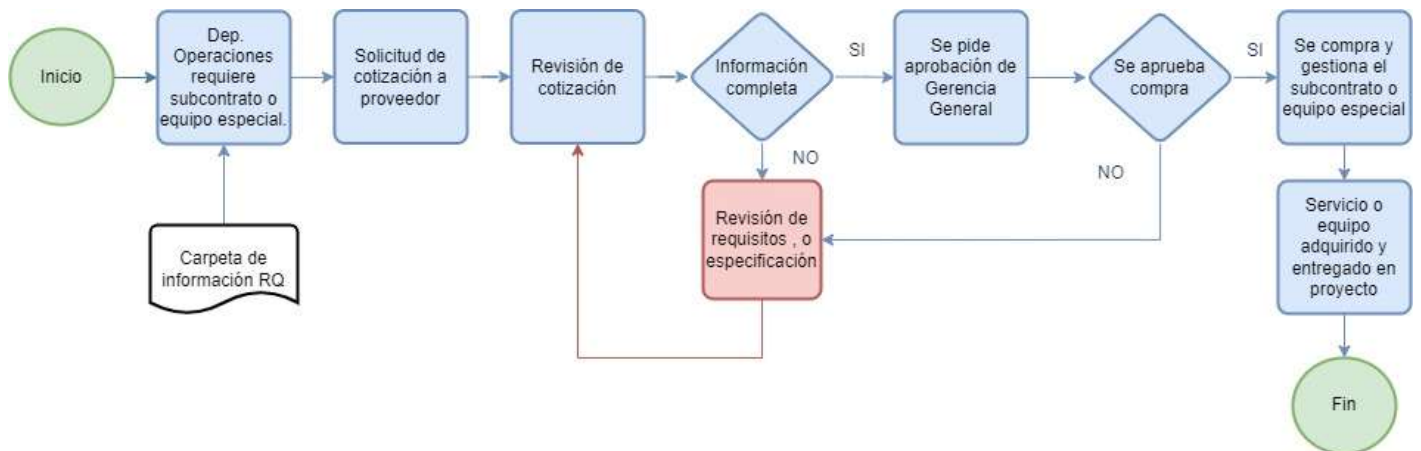 Inicio
Dep.
Operaciones
requiere
subcontrato o
equipo especial.
Solicitud de
cotización a
proveedor
Revisión de
cotización
Información
completa
SI
Se pide
aprobación de
Gerencia
General
Se aprueba
compra
SI
Se compra y
gestiona el
subcontrato o
equipo especial
NO
NO
Carpeta de
información RQ
Revisión de
requisitos , o
especificación
Servicio o
equipo
adquirido y
entregado en
proyecto
Fin